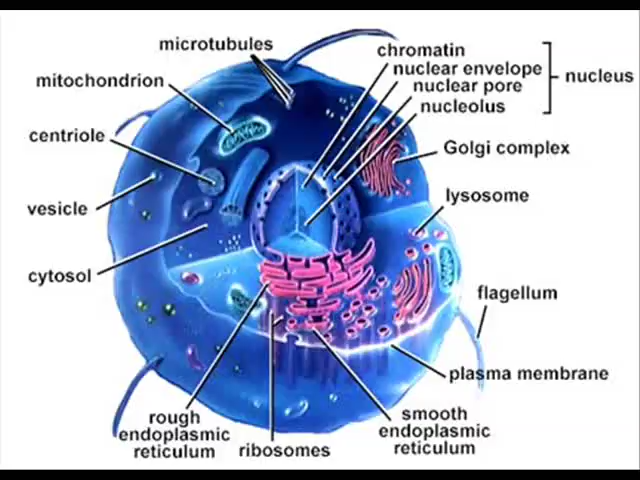 microtubules
mitochondrion
centriole
vesicle
cytosol
chromatin
nuclear envelope
nuclear pore
nucleolus
nucleus
Golgi complex
lysosome
flagellum
plasma membrane
rough
endoplasmic
reticulum
ribosomes
smooth
endoplasmic
reticulum